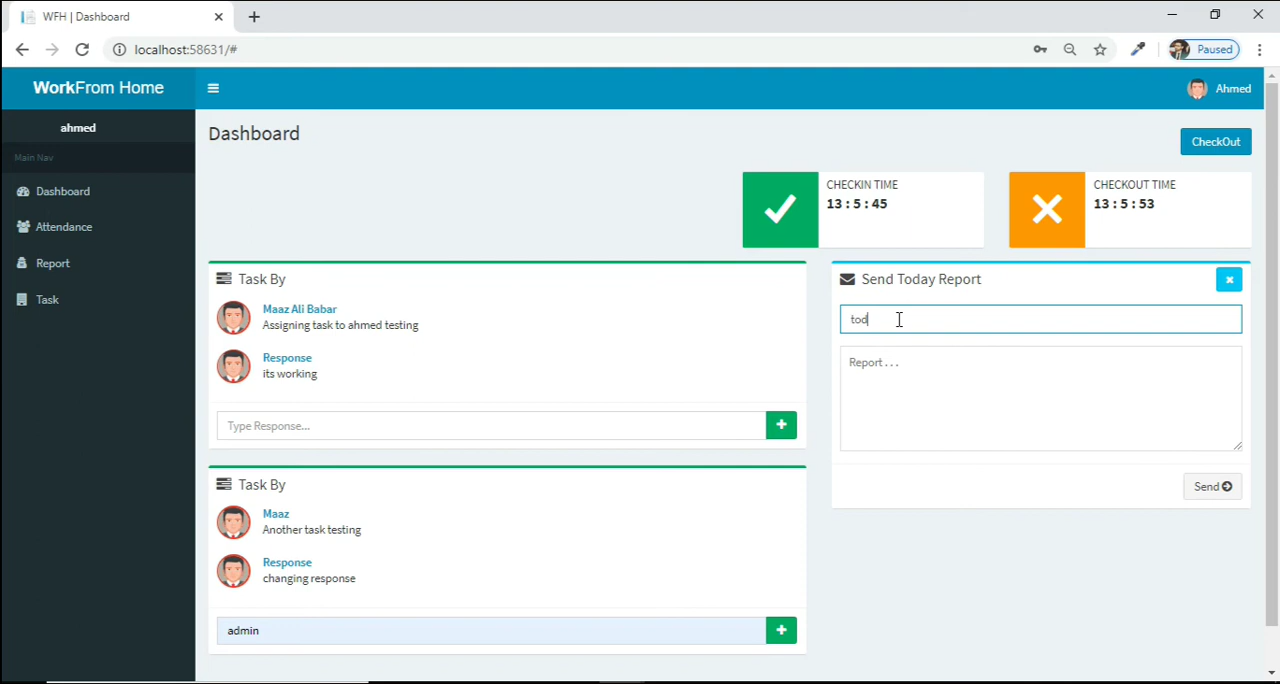 WFH | Dashboard
localhost:58631/#
Paused
WorkFrom Home
Ahmed
ahmed
Main Nav
Dashboard
Attendance
Report
Task
Dashboard
CheckOut
CHECKIN TIME
13 : 5 : 45
CHECKOUT TIME
13 : 5 : 53
Task By
Maaz Ali Babar
Assigning task to ahmed testing
Response
its working
Type Response...
Task By
Maaz
Another task testing
Response
changing response
admin
Send Today Report
tod
Report...
Send